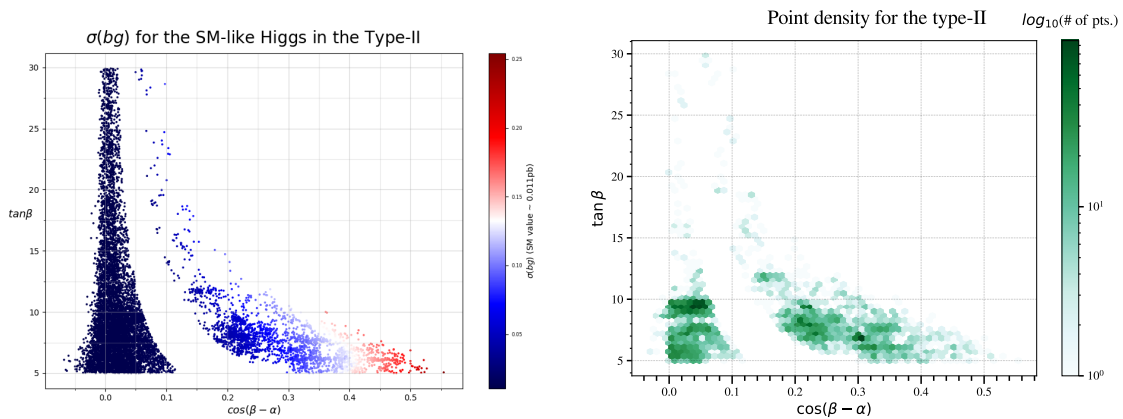 σ(bg) for the SM-like Higgs in the Type-II
30
25
20
15
10
5
tanβ
0.0 0.1 0.2 0.3 0.4 0.5
cos(β − α)
0.25
0.20
0.15
0.10
0.05
σ(bg) (SM value ~ 0.011pb)
Point density for the type-II
log₁₀(# of pts.)
30
25
20
15
10
5
tan β
0.0 0.1 0.2 0.3 0.4 0.5
cos(β − α)
10¹
10⁰